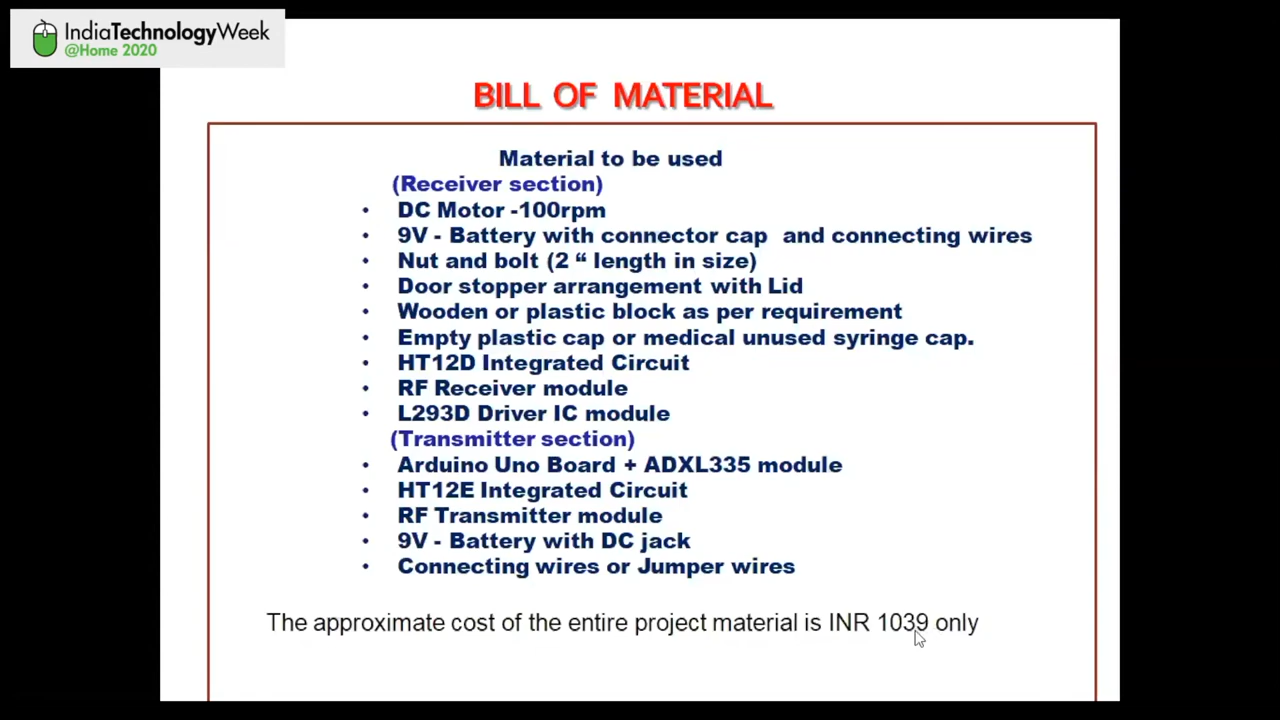 IndiaTechnologyWeek
@Home 2020
BILL OF MATERIAL
Material to be used
(Receiver section)
• DC Motor -100rpm
• 9V - Battery with connector cap and connecting wires
• Nut and bolt (2 “ length in size)
• Door stopper arrangement with Lid
• Wooden or plastic block as per requirement
• Empty plastic cap or medical unused syringe cap.
• HT12D Integrated Circuit
• RF Receiver module
• L293D Driver IC module
(Transmitter section)
• Arduino Uno Board + ADXL335 module
• HT12E Integrated Circuit
• RF Transmitter module
• 9V - Battery with DC jack
• Connecting wires or Jumper wires
The approximate cost of the entire project material is INR 1039 only